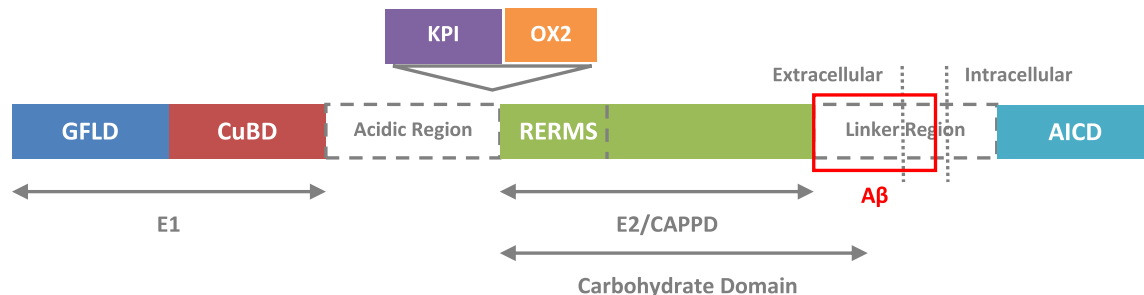 KPI
OX2
Extracellular
Intracellular
GFLD
CuBD
Acidic Region
RERMS
Linker Region
AICD
Aβ
E1
E2/CAPPD
Carbohydrate Domain